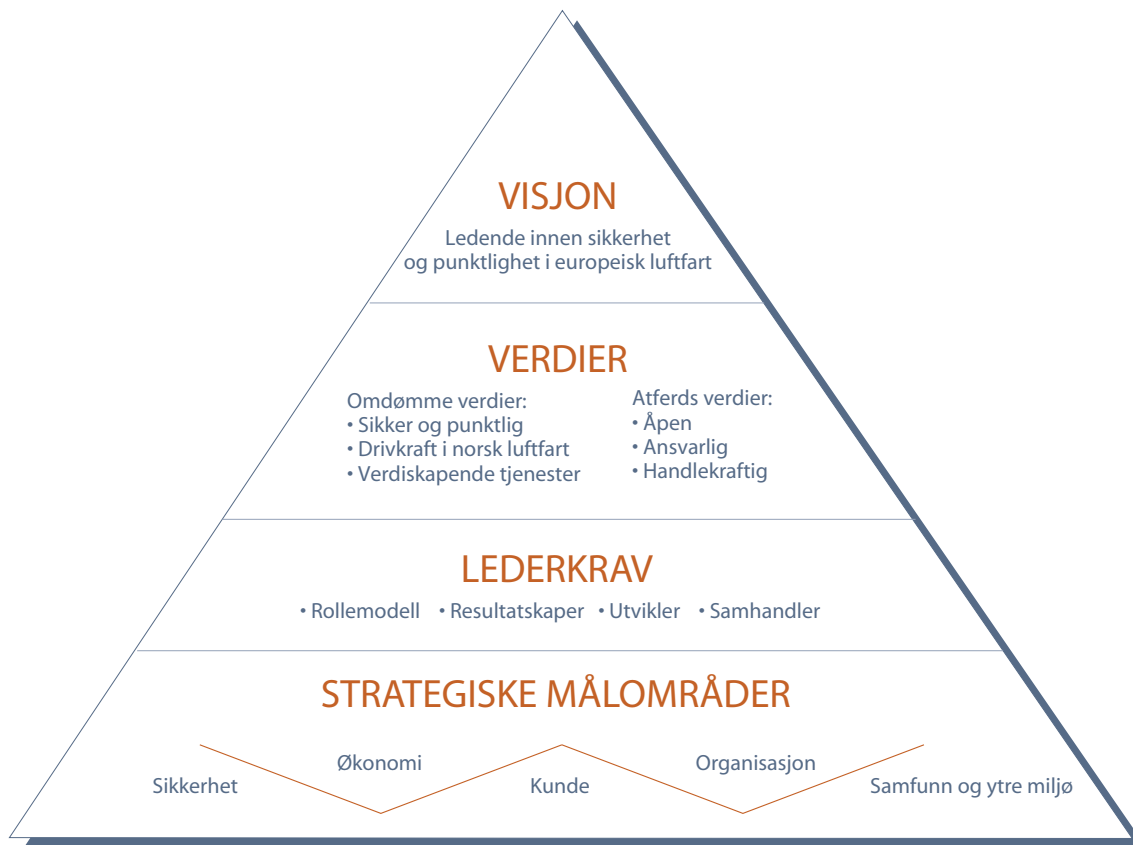 VISJON
Ledende innen sikkerhet
og punktlighet i europeisk luftfart
VERDIER
Omdømme verdier:
• Sikker og punktlig
• Drivkraft i norsk luftfart
• Verdiskapende tjenester
Atferds verdier:
• Åpen
• Ansvarlig
• Handlekraftig
LEDERKRAV
• Rollemodell • Resultatskaper • Utvikler • Samhandler
STRATEGISKE MÅLOMRÅDER
Sikkerhet
Økonomi
Kunde
Organisasjon
Samfunn og ytre miljø